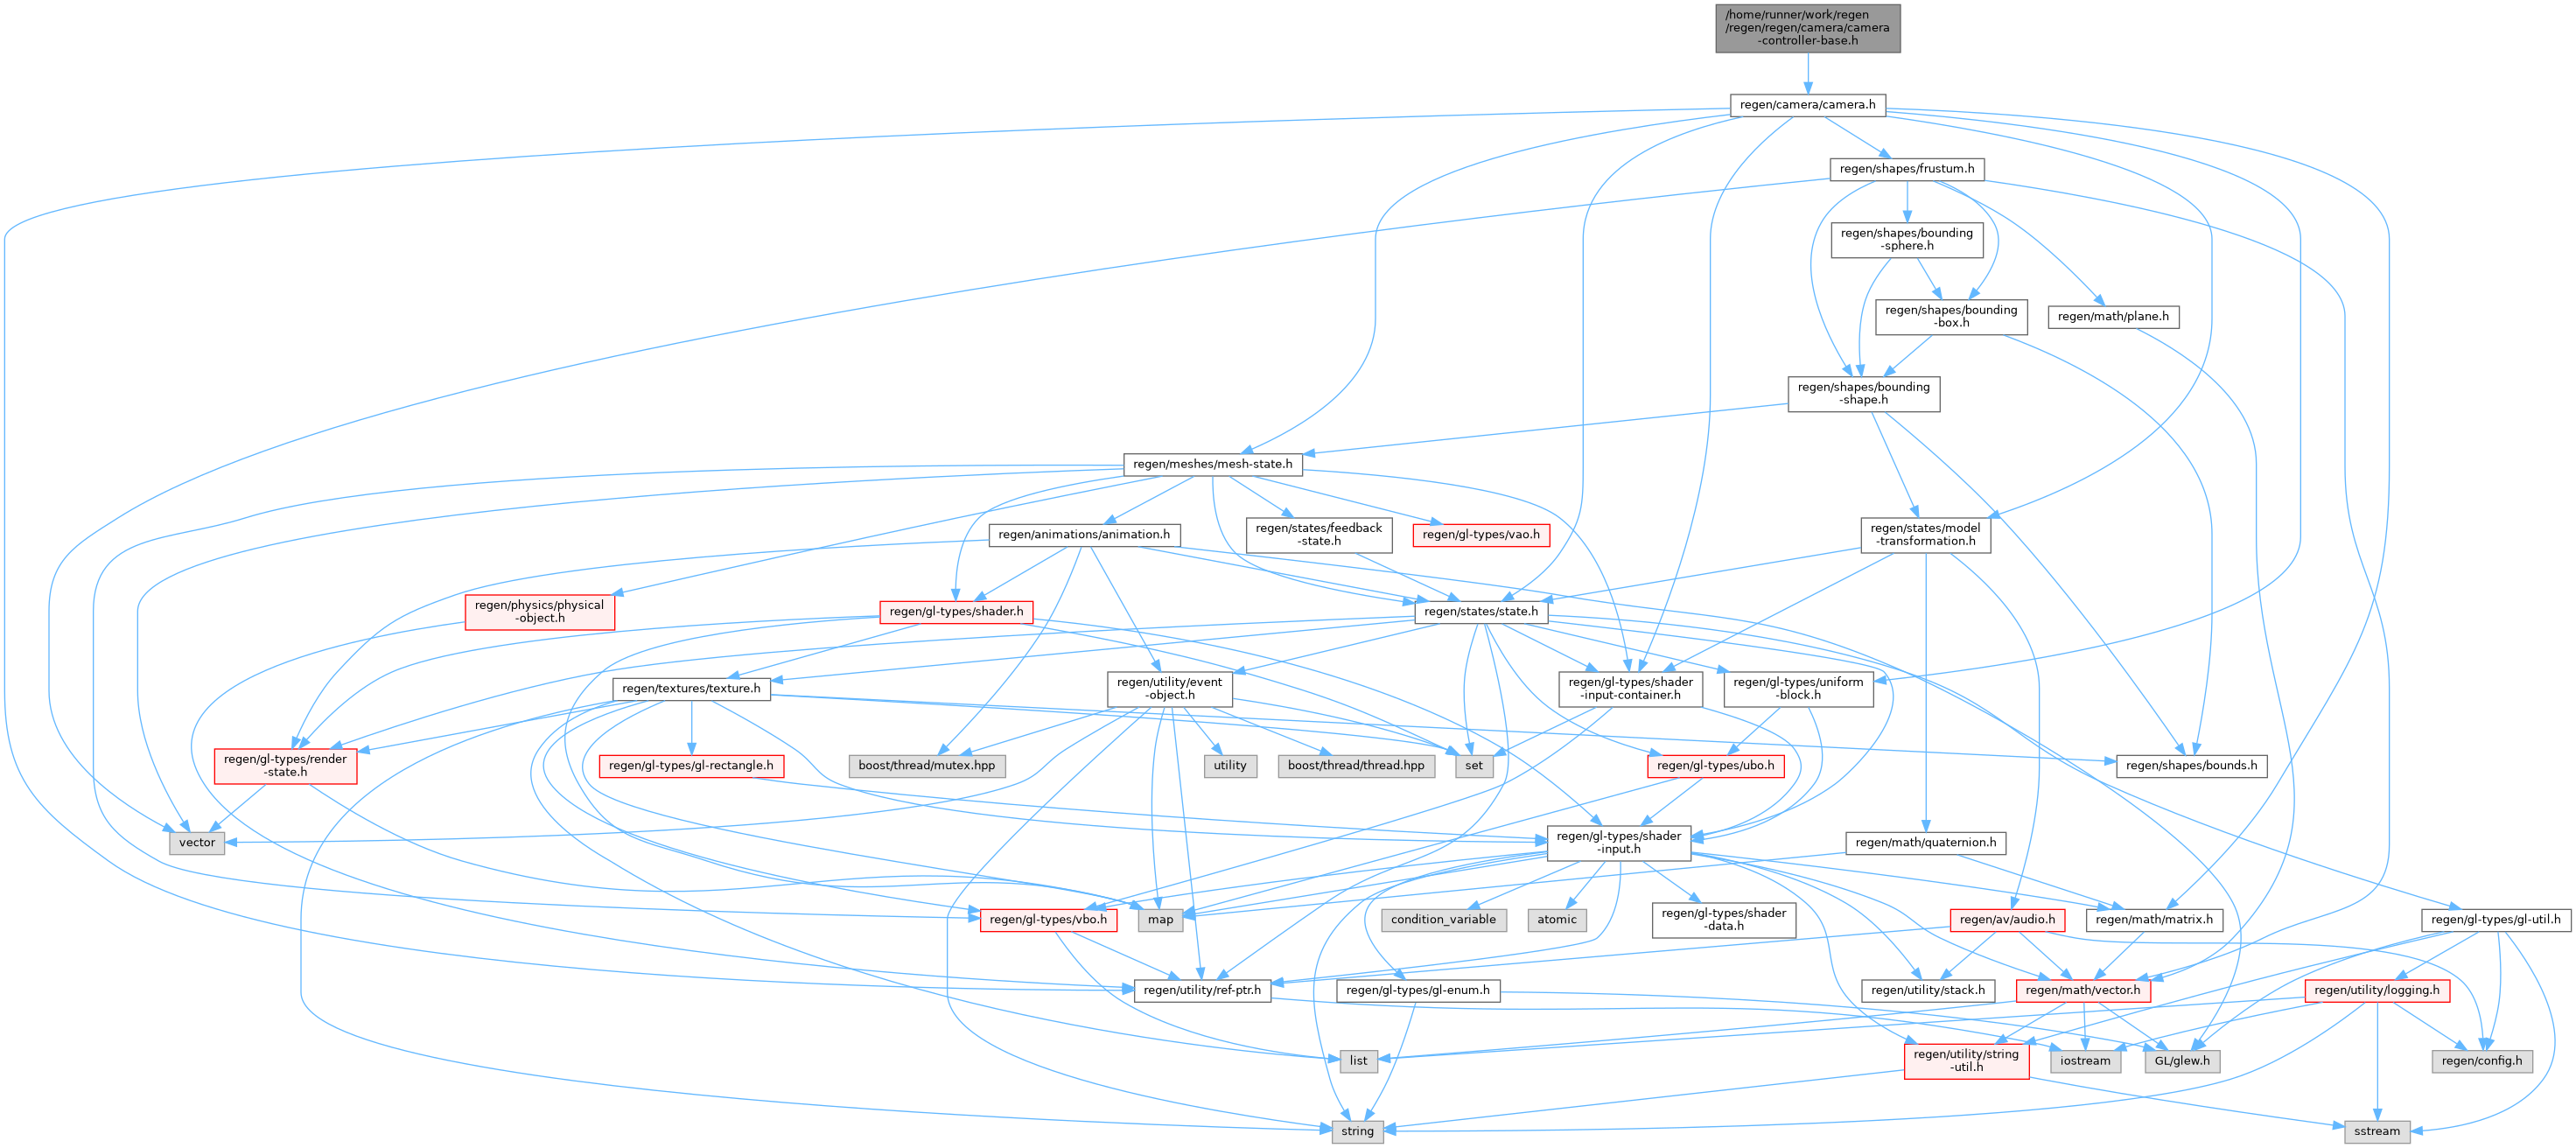 /home/runner/work/regen
/regen/regen/camera/camera
-controller-base.h
regen/camera/camera.h
regen/shapes/frustum.h
regen/shapes/bounding
-sphere.h
regen/shapes/bounding
-box.h
regen/math/plane.h
regen/shapes/bounding
-shape.h
regen/meshes/mesh-state.h
regen/animations/animation.h
regen/states/feedback
-state.h
regen/gl-types/vao.h
regen/states/model
-transformation.h
regen/physics/physical
-object.h
regen/gl-types/shader.h
regen/states/state.h
regen/textures/texture.h
regen/utility/event
-object.h
regen/gl-types/shader
-input-container.h
regen/gl-types/uniform
-block.h
regen/gl-types/render
-state.h
regen/gl-types/gl-rectangle.h
boost/thread/mutex.hpp
utility
boost/thread/thread.hpp
set
regen/gl-types/ubo.h
regen/shapes/bounds.h
vector
regen/gl-types/shader
-input.h
regen/math/quaternion.h
regen/gl-types/vbo.h
map
condition_variable
atomic
regen/gl-types/shader
-data.h
regen/av/audio.h
regen/math/matrix.h
regen/gl-types/gl-util.h
regen/utility/ref-ptr.h
regen/gl-types/gl-enum.h
regen/utility/stack.h
regen/math/vector.h
regen/utility/logging.h
list
regen/utility/string
-util.h
iostream
GL/glew.h
regen/config.h
string
sstream